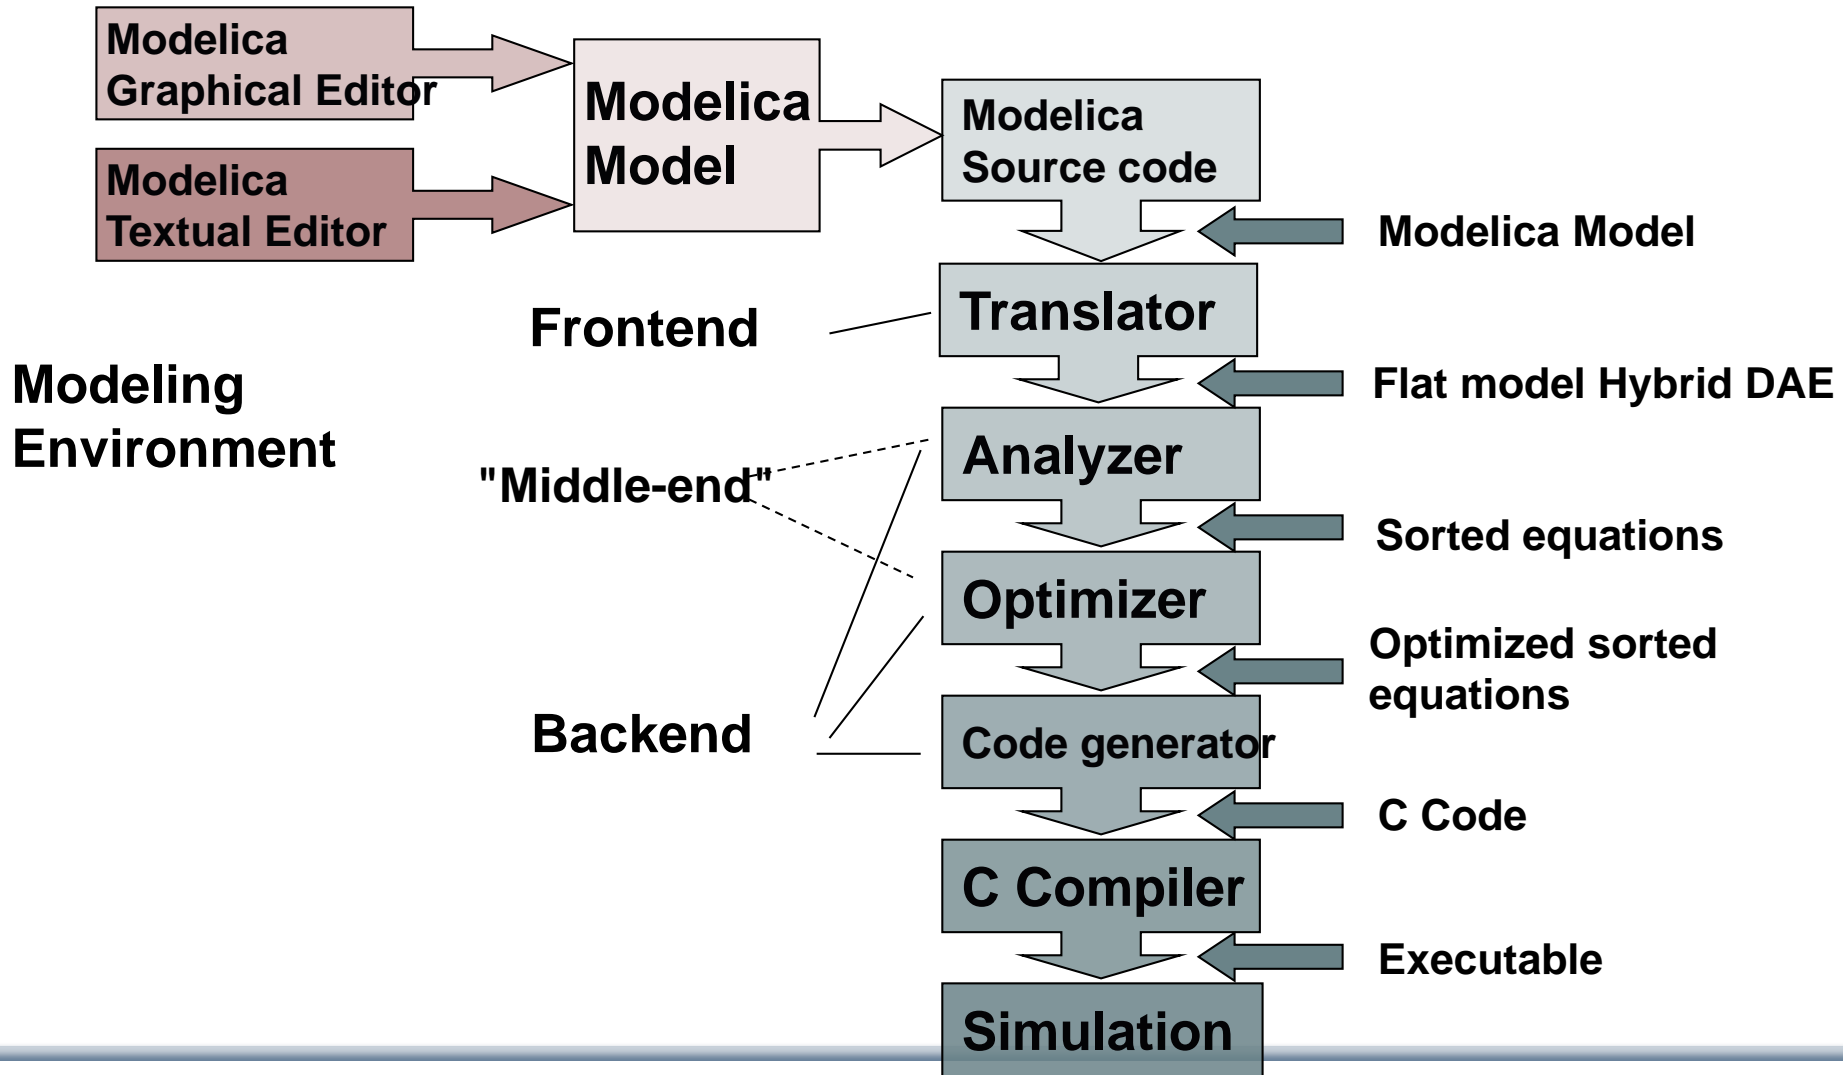 Modelica
Graphical Editor
Modelica
Textual Editor
Modelica
Model
Modelica
Source code
Modelica Model
Translator
Frontend
Modeling
Environment
Flat model Hybrid DAE
Analyzer
"Middle-end"
Sorted equations
Optimizer
Optimized sorted
equations
Backend
Code generator
C Code
C Compiler
Executable
Simulation